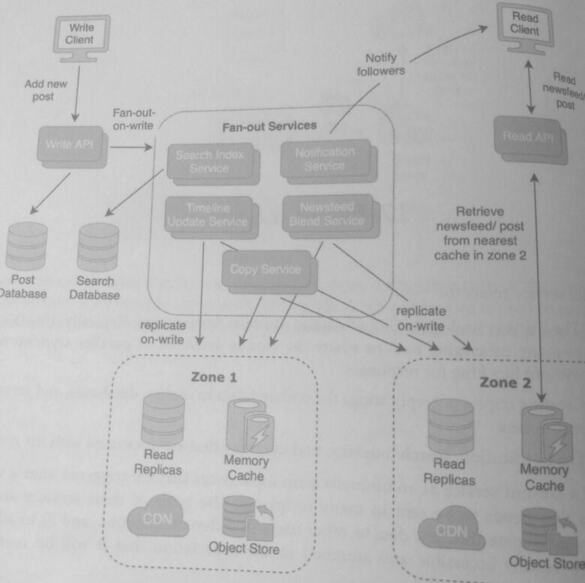 Write
Client
Read
Client
Add new
post
Notify
followers
Read
newsfeed/
post
Fan-out-
on-write
Fan-out Services
Write API
Search Index
Service
Notification
Service
Read API
Timeline
Update Service
Newsfeed
Blend Service
Copy Service
Retrieve
newsfeed/ post
from nearest
cache in zone 2
Post
Database
Search
Database
replicate
on-write
replicate
on-write
Zone 1
Read
Replicas
Memory
Cache
CDN
Object Store
Zone 2
Read
Replicas
Memory
Cache
CDN
Object Store